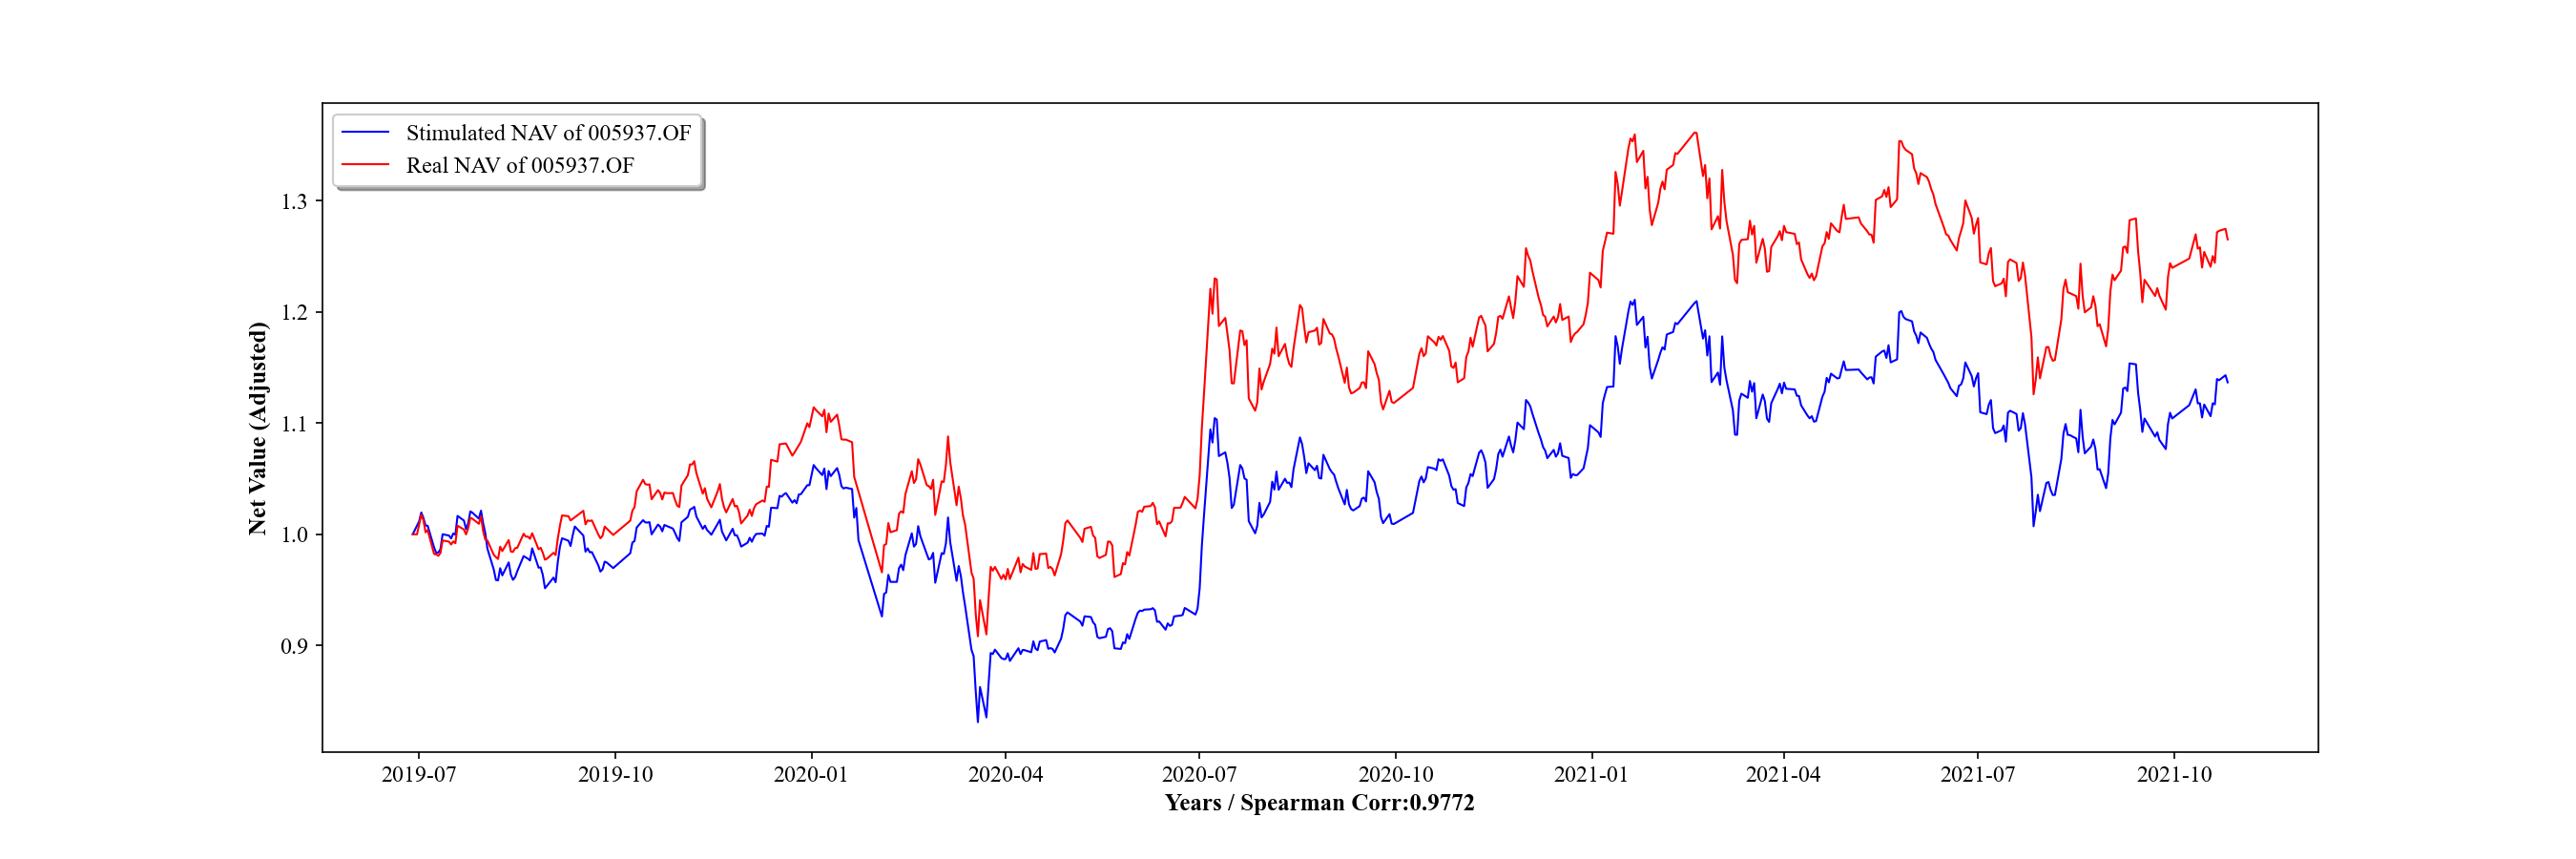 Stimulated NAV of 005937.OF
Real NAV of 005937.OF
Net Value (Adjusted)
1.3
1.2
1.1
1.0
0.9
2019-07 2019-10 2020-01 2020-04 2020-07 2020-10 2021-01 2021-04 2021-07 2021-10
Years / Spearman Corr:0.9772